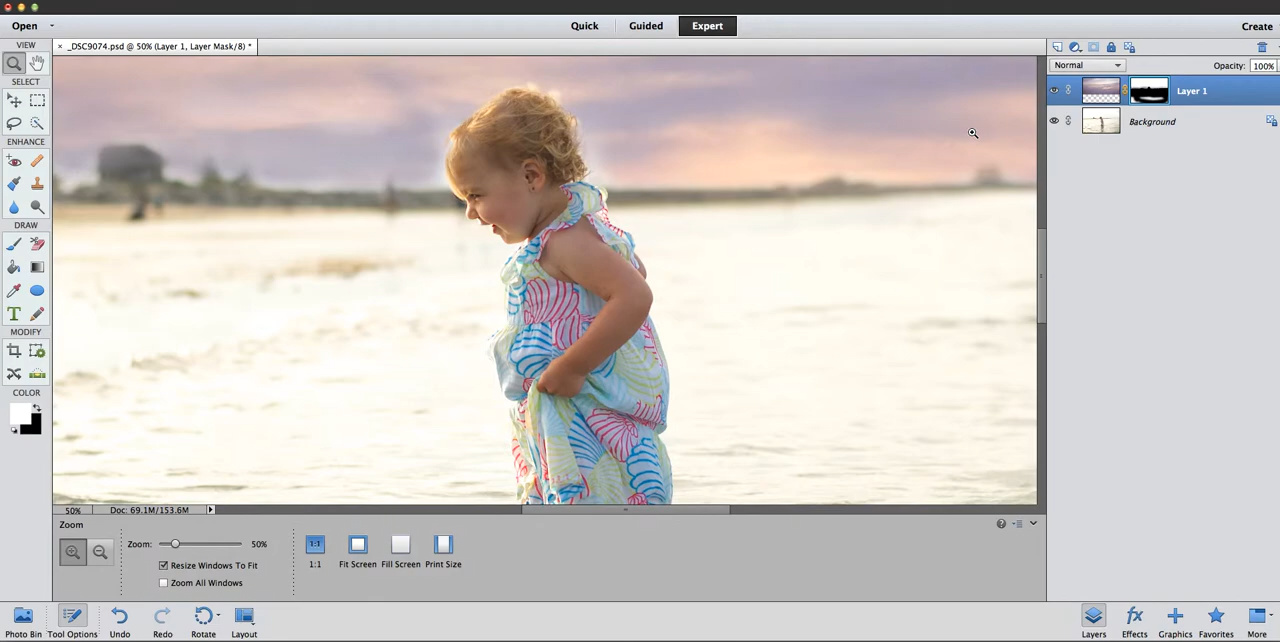 Open
Quick
Guided
Expert
Create
VIEW
× _DSC9074.psd @ 50% (Layer 1, Layer Mask/8) *
Normal
Opacity: 100%
SELECT
Layer 1
Background
ENHANCE
DRAW
T
MODIFY
COLOR
50%
Doc: 69.1M/153.6M
Zoom
Zoom:
50%
1:1
1:1
Fit Screen
Fill Screen
Print Size
Resize Windows To Fit
Zoom All Windows
Photo Bin
Tool Options
Undo
Redo
Rotate
Layout
Layers
fx
Effects
Graphics
Favorites
More